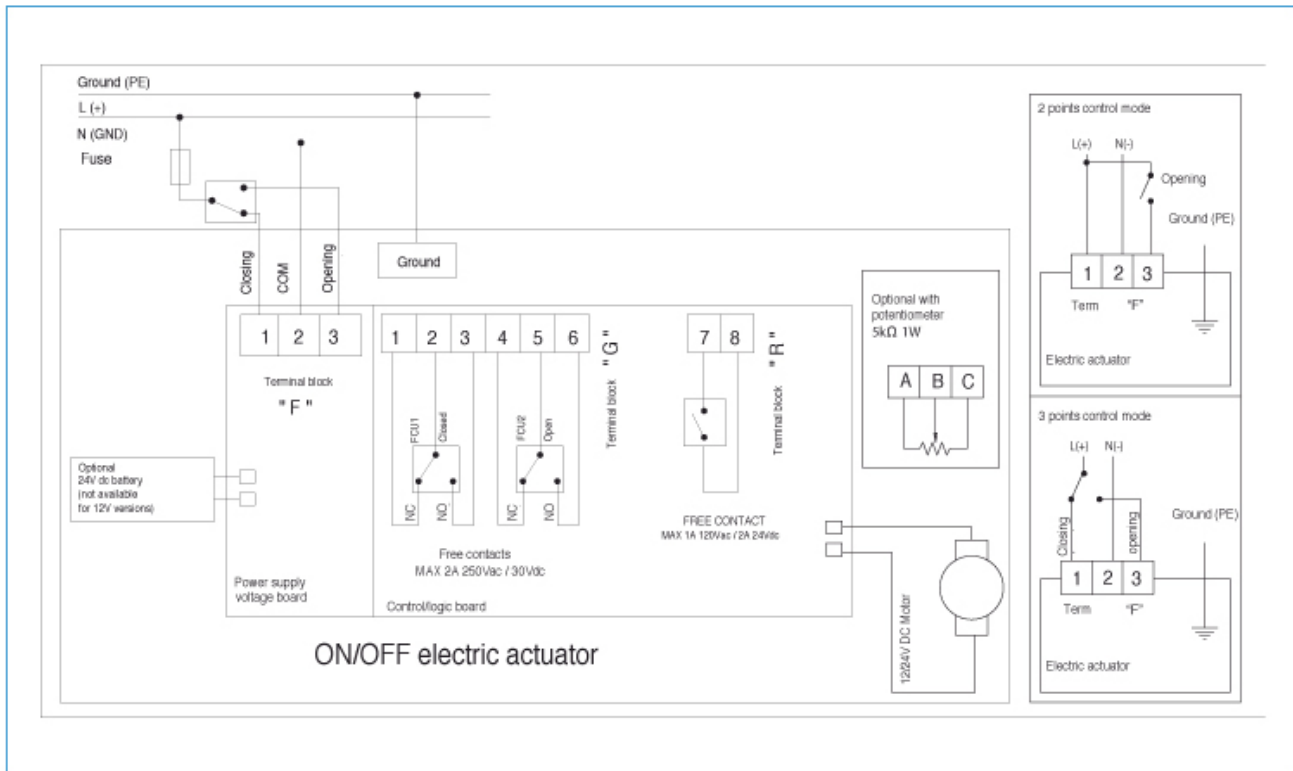 Ground (PE)
L (+)
N (GND)
Fuse
Closing
COM
Opening
Ground
1 2 3
Terminal block
"F"
1 2 3 4 5 6
Terminal block "G"
FCU1
Closed
NC
NO
FCU2
Open
NC
NO
Free contacts
MAX 2A 250Vac / 30Vdc
7 8
Terminal block "R"
FREE CONTACT
MAX 1A 120Vac / 2A 24Vdc
Optional
24V dc battery
(not available
for 12V versions)
Power supply
voltage board
Control/logic board
ON/OFF electric actuator
Optional with
potentiometer
5kΩ 1W
A B C
12/24V DC Motor
2 points control mode
L(+) N(-)
Opening
Ground (PE)
1 2 3
Term "F"
Electric actuator
3 points control mode
L(+) N(-)
Closing
opening
Ground (PE)
1 2 3
Term "F"
Electric actuator